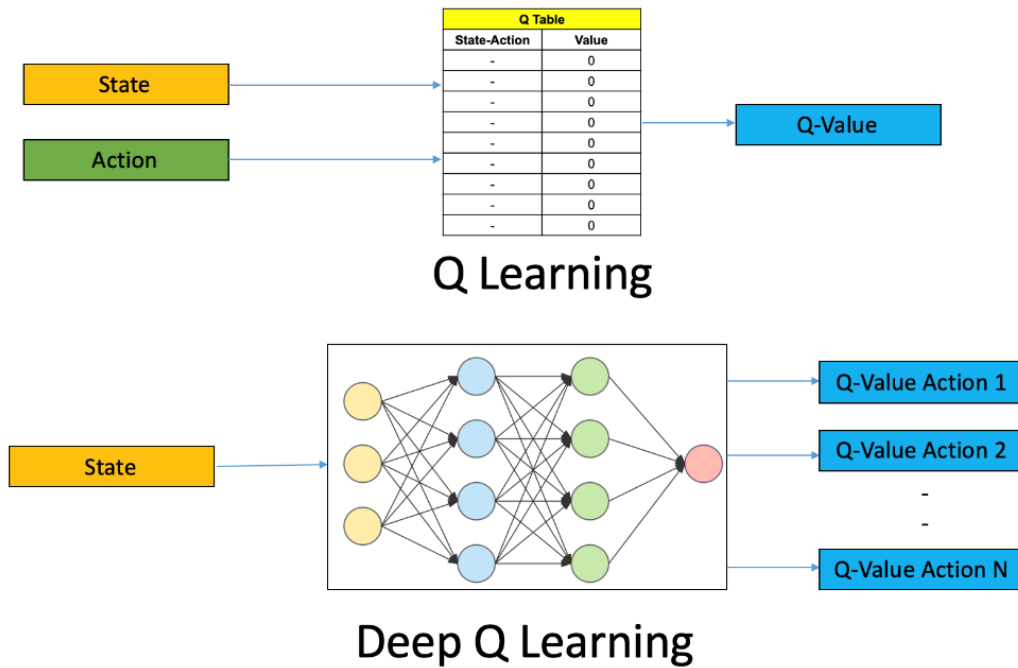 Q Table
State-Action Value
- 0
- 0
- 0
- 0
- 0
- 0
- 0
- 0
- 0
State
Action
Q-Value
Q Learning
State
Q-Value Action 1
Q-Value Action 2
-
-
Q-Value Action N
Deep Q Learning